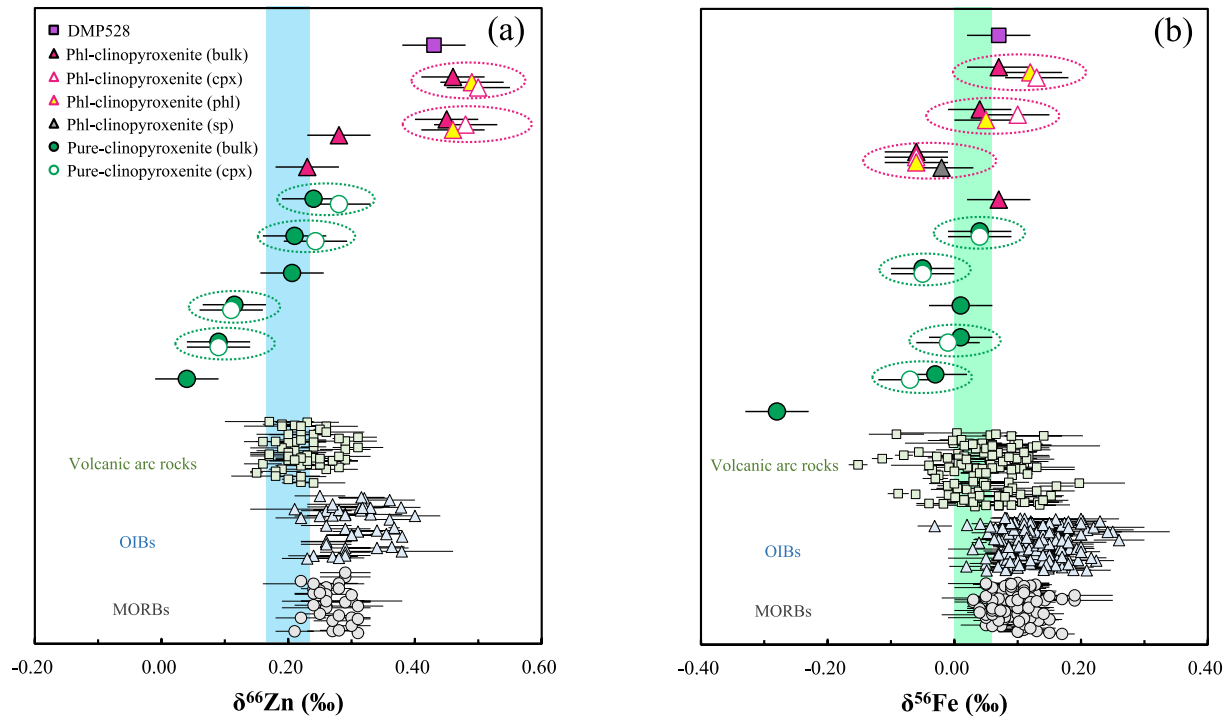 (a)
DMP528
Phl-clinopyroxenite (bulk)
Phl-clinopyroxenite (cpx)
Phl-clinopyroxenite (phl)
Phl-clinopyroxenite (sp)
Pure-clinopyroxenite (bulk)
Pure-clinopyroxenite (cpx)
Volcanic arc rocks
OIBs
MORBs
-0.20 0.00 0.20 0.40 0.60
δ⁶⁶Zn (‰)
(b)
Volcanic arc rocks
OIBs
MORBs
-0.40 -0.20 0.00 0.20 0.40
δ⁵⁶Fe (‰)